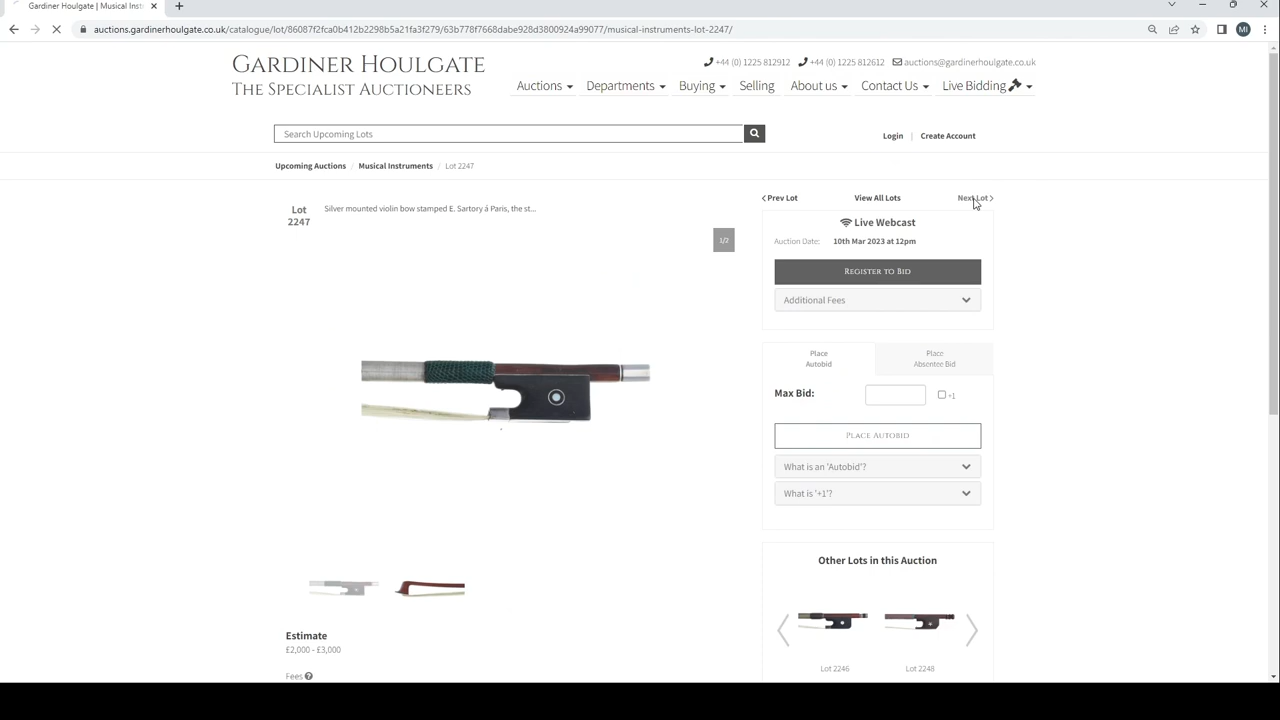 Gardiner Houlgate | Musical Instr
auctions.gardinerhoulgate.co.uk/catalogue/lot/86087f2fca0b412b2298b5a21fa3f279/63b778f7668dabe928d3800924a99077/musical-instruments-lot-2247/
MI
GARDINER HOULGATE
THE SPECIALIST AUCTIONEERS
+44 (0) 1225 812912 +44 (0) 1225 812612 auctions@gardinerhoulgate.co.uk
Auctions Departments Buying Selling About us Contact Us Live Bidding
Search Upcoming Lots
Login | Create Account
Upcoming Auctions / Musical Instruments / Lot 2247
Lot 2247
Silver mounted violin bow stamped E. Sartory á Paris, the st...
1/2
Prev Lot View All Lots Next Lot
Live Webcast
Auction Date: 10th Mar 2023 at 12pm
REGISTER TO BID
Additional Fees
Place Autobid
Place Absentee Bid
Max Bid: +1
PLACE AUTOBID
What is an 'Autobid'?
What is '+1'?
Other Lots in this Auction
Lot 2246 Lot 2248
Estimate
£2,000 - £3,000
Fees